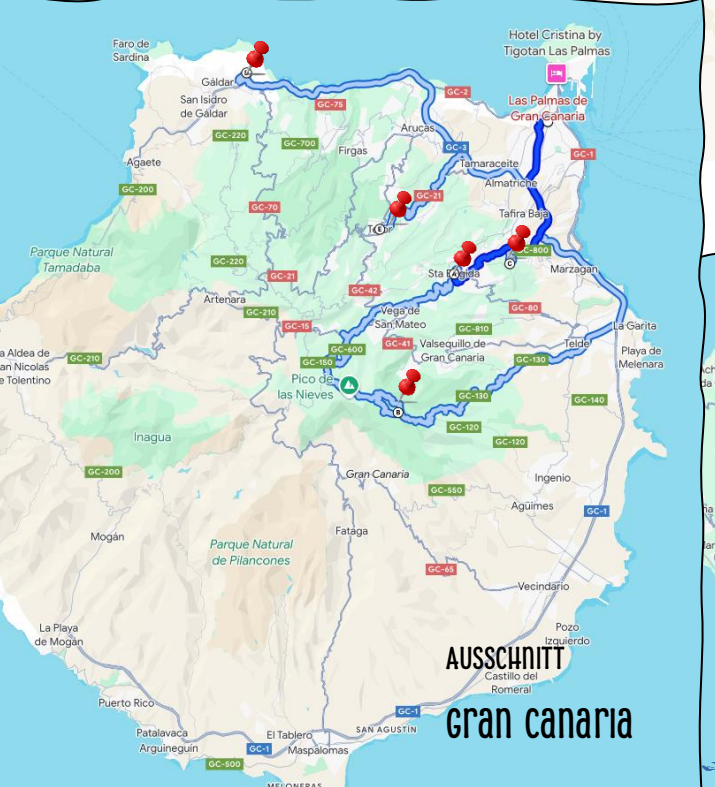 Hotel Cristina by
Tigotan Las Palmas
Faro de
Sardina
Gáldar
GC-2
Las Palmas de
Gran Canaria
San Isidro
de Gáldar
GC-75
GC-220
GC-700
Arucas
Firgas
GC-3
GC-1
Agaete
Tamaraceite
Almatriche
GC-200
GC-21
GC-70
Tafira Baja
E
GC-800
Parque Natural
Tamadaba
GC-220
GC-21
A
C
Marzagan
Artenara
GC-42
GC-210
Vega de
San Mateo
GC-80
GC-15
GC-810
La Garita
GC-41
Valsequillo de
Gran Canaria
Telde
GC-600
GC-150
GC-130
Playa de
Melenara
a Aldea de
an Nicolas
e Tolentino
GC-210
Pico de
las Nieves
GC-130
GC-140
B
GC-120
GC-120
Inagua
GC-200
Gran Canaria
Ingenio
GC-550
Agüimes
GC-1
Fataga
Mogán
Parque Natural
de Pilancones
GC-65
Vecindario
La Playa
de Mogán
Pozo
Izquierdo
AUSSCHNITT
Castillo del
Romeral
Puerto Rico
GC-1
Gran Canaria
Patalavaca
Arguineguín
El Tablero
SAN AGUSTÍN
GC-1
Maspalomas
GC-500
MELONERAS